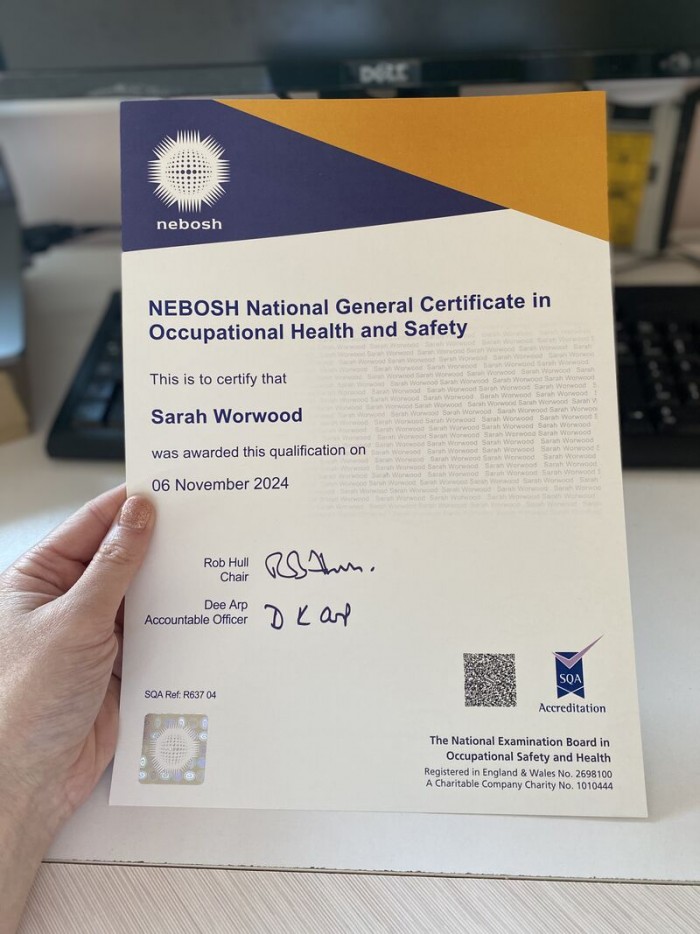 DELL
nebosh
NEBOSH National General Certificate in
Occupational Health and Safety
This is to certify that
Sarah Worwood
was awarded this qualification on
06 November 2024
Rob Hull
Chair
Dee Arp
Accountable Officer
D K Arp
SQA Ref: R637 04
SQA
Accreditation
The National Examination Board in
Occupational Safety and Health
Registered in England & Wales No. 2698100
A Charitable Company Charity No. 1010444